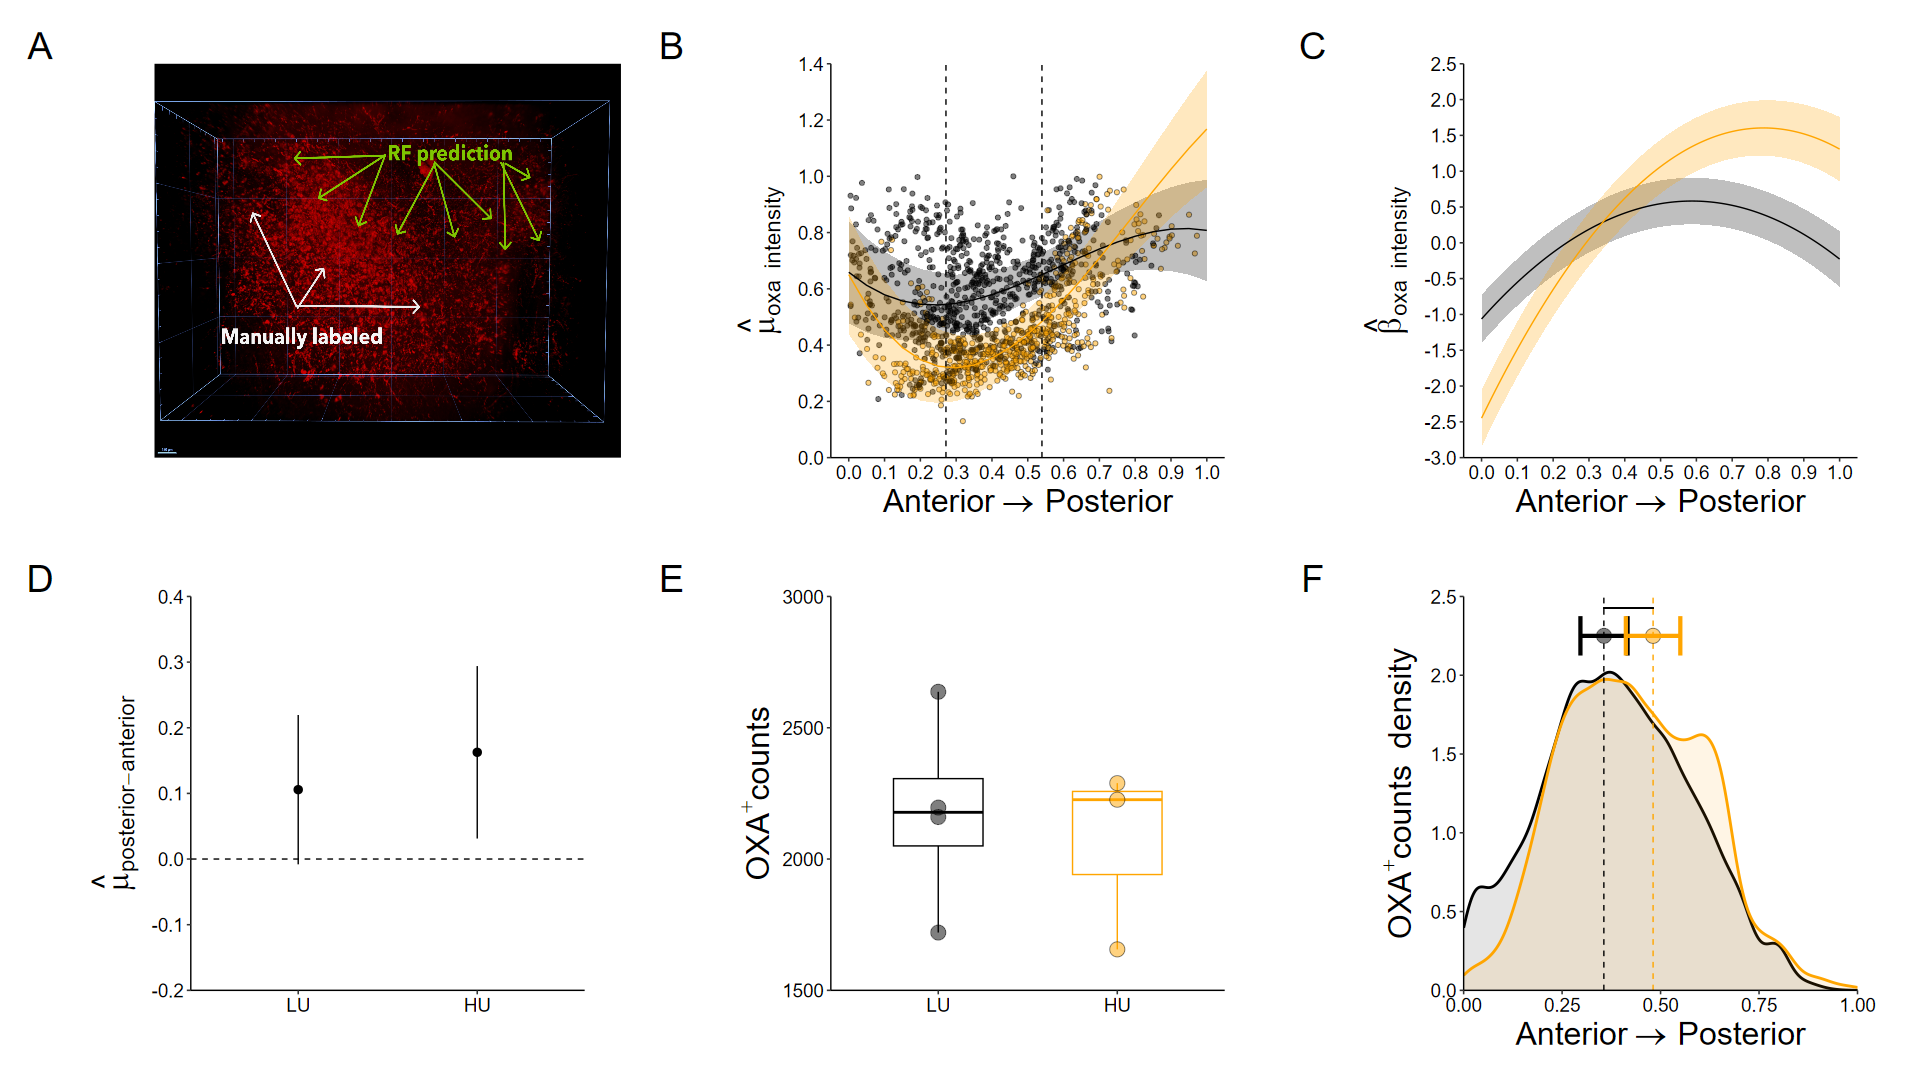 A
RF prediction
Manually labeled
B
1.4
1.2
1.0
0.8
0.6
0.4
0.2
0.0
μ̂oxa intensity
0.0 0.1 0.2 0.3 0.4 0.5 0.6 0.7 0.8 0.9 1.0
Anterior → Posterior
C
2.5
2.0
1.5
1.0
0.5
0.0
-0.5
-1.0
-1.5
-2.0
-2.5
-3.0
β̂oxa intensity
0.0 0.1 0.2 0.3 0.4 0.5 0.6 0.7 0.8 0.9 1.0
Anterior → Posterior
D
0.4
0.3
0.2
0.1
0.0
-0.1
-0.2
μ̂posterior−anterior
LU HU
E
3000
2500
2000
1500
OXA+counts
LU HU
F
2.5
2.0
1.5
1.0
0.5
0.0
OXA+counts density
0.00 0.25 0.50 0.75 1.00
Anterior → Posterior